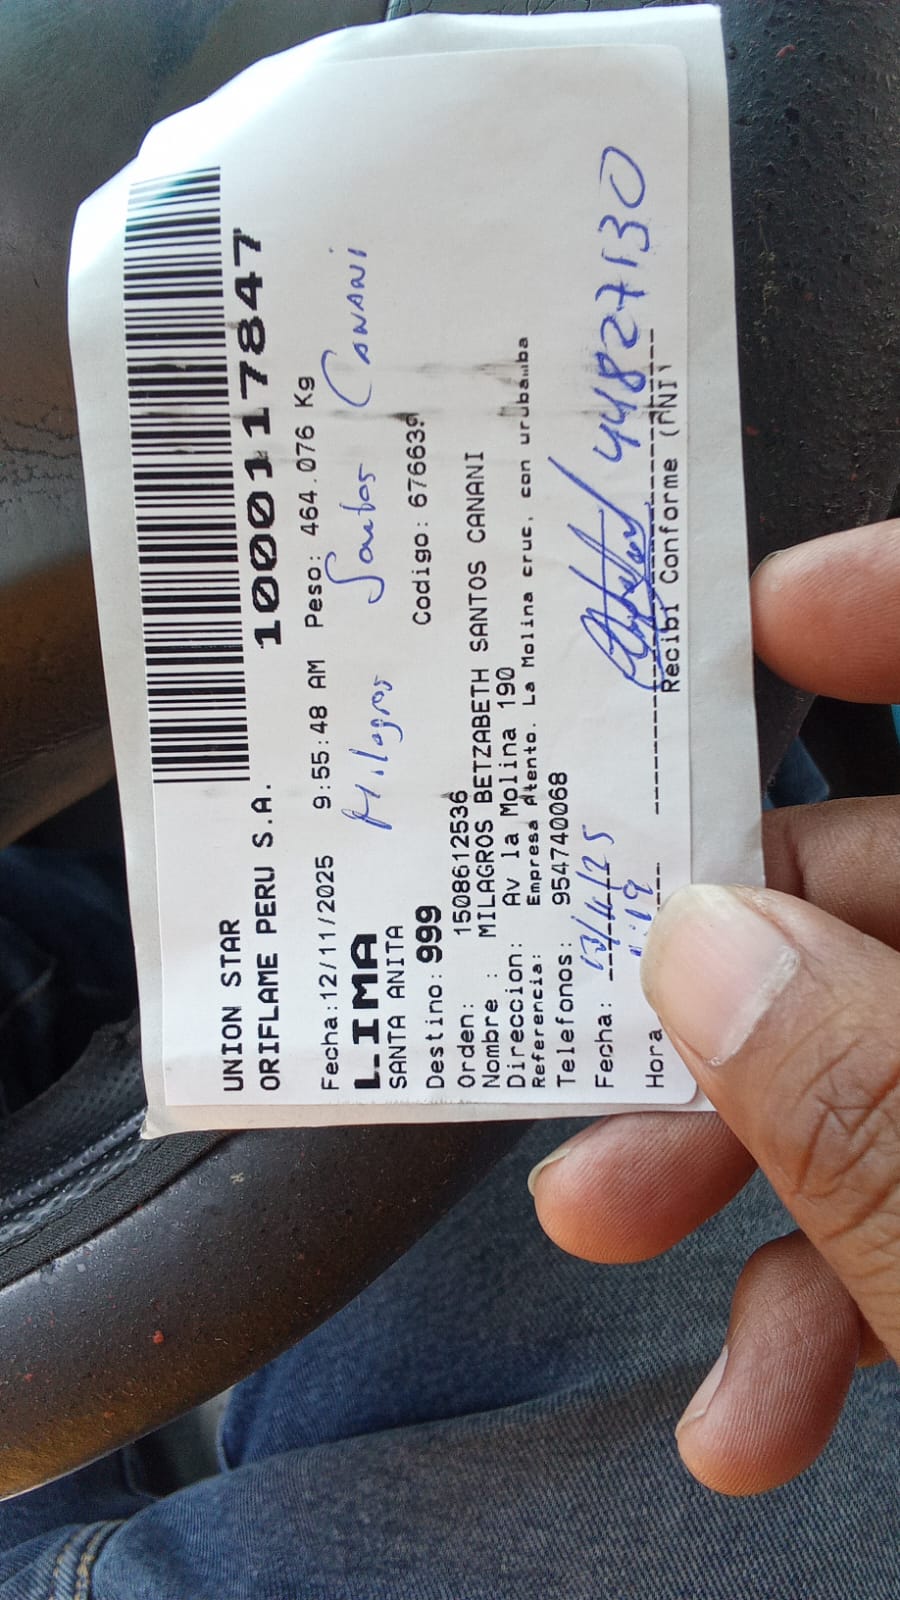 UNION STAR
ORIFLAME PERU S.A. 10001117847
Fecha:12/11/2025 9:55:48 AM Peso: 464.076 Kg
LIMA Milagros Santos Canani
SANTA ANITA
Destino: 999 Codigo: 676639
Orden: 1508612536
Nombre : MILAGROS BETZABETH SANTOS CANANI
Direccion: Av la Molina 190
Referencia: Empresa Atento. La Molina cruc. con urubamba
Telefonos: 954740068
Fecha: 13/11/25 44827130
Hora
Recibi Conforme (DNI)